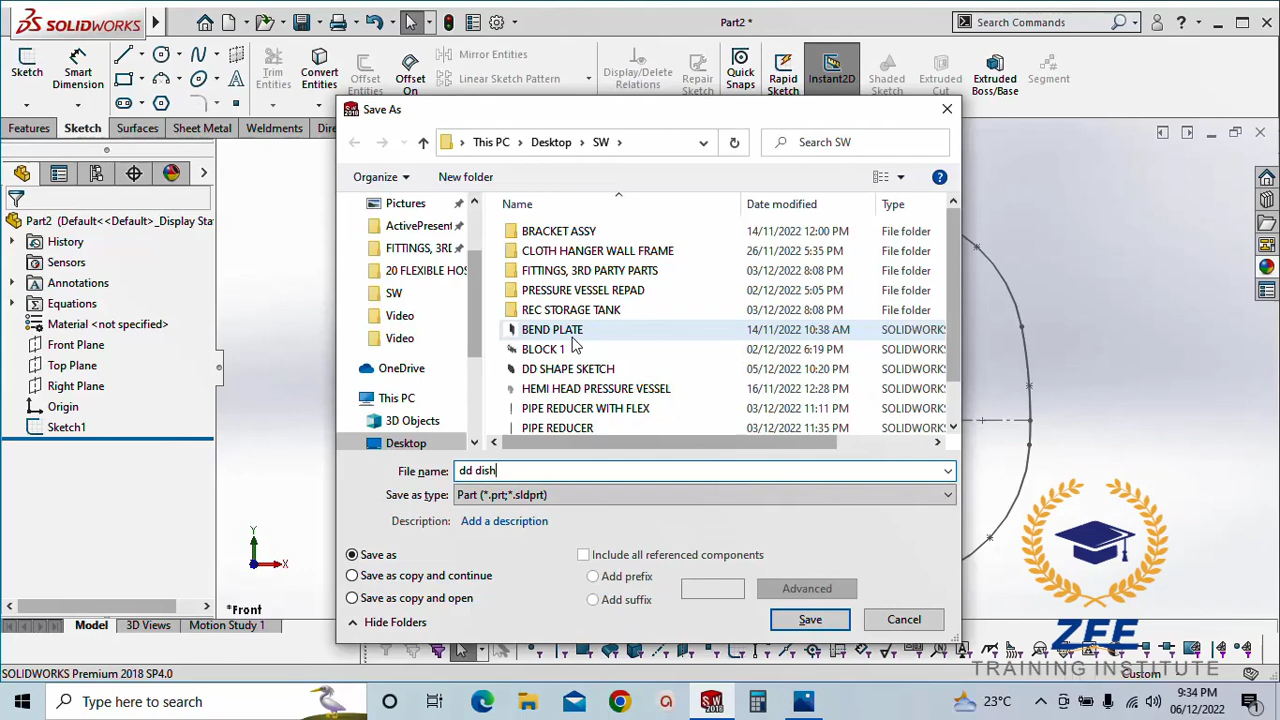 SOLIDWORKS
Part2 *
Search Commands
Sketch
Smart Dimension
Trim Entities
Convert Entities
Offset Entities
Offset On
Mirror Entities
Linear Sketch Pattern
Display/Delete Relations
Repair Sketch
Quick Snaps
Rapid Sketch
Instant2D
Shaded Sketch
Extruded Cut
Extruded Boss/Base
Segment
Features
Sketch
Surfaces
Sheet Metal
Weldments
Dire
Part2 (Default<<Default>_Display Sta
History
Sensors
Annotations
Equations
Material <not specified>
Front Plane
Top Plane
Right Plane
Origin
Sketch1
Save As
This PC
Desktop
SW
Search SW
Organize
New folder
Pictures
ActivePresent
FITTINGS, 3RD
20 FLEXIBLE HOS
SW
Video
Video
OneDrive
This PC
3D Objects
Desktop
Name Date modified Type
BRACKET ASSY 14/11/2022 12:00 PM File folder
CLOTH HANGER WALL FRAME 26/11/2022 5:35 PM File folder
FITTINGS, 3RD PARTY PARTS 03/12/2022 8:08 PM File folder
PRESSURE VESSEL REPAD 02/12/2022 5:05 PM File folder
REC STORAGE TANK 03/12/2022 8:08 PM File folder
BEND PLATE 14/11/2022 10:38 AM SOLIDWORKS
BLOCK 1 02/12/2022 6:19 PM SOLIDWORKS
DD SHAPE SKETCH 05/12/2022 10:20 PM SOLIDWORKS
HEMI HEAD PRESSURE VESSEL 16/11/2022 12:28 PM SOLIDWORKS
PIPE REDUCER WITH FLEX 03/12/2022 11:11 PM SOLIDWORKS
PIPE REDUCER 03/12/2022 11:35 PM SOLIDWORKS
File name: dd dish
Save as type: Part (*.prt;*.sldprt)
Description: Add a description
Save as
Save as copy and continue
Save as copy and open
Include all referenced components
Add prefix
Add suffix
Advanced
Hide Folders
Save
Cancel
Y
X
*Front
Model
3D Views
Motion Study 1
ZEE
TRAINING INSTITUTE
SOLIDWORKS Premium 2018 SP4.0
Custom
Type here to search
23°C
9:34 PM
06/12/2022